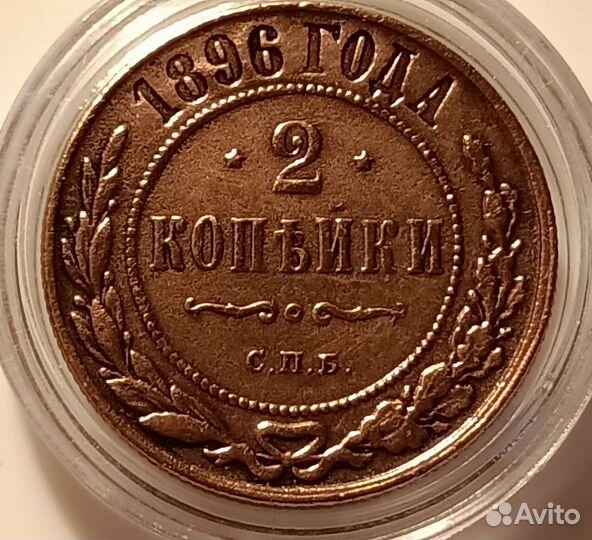 1896 ГОДА
2
КОПѢЙКИ
С.П.Б.
Avito